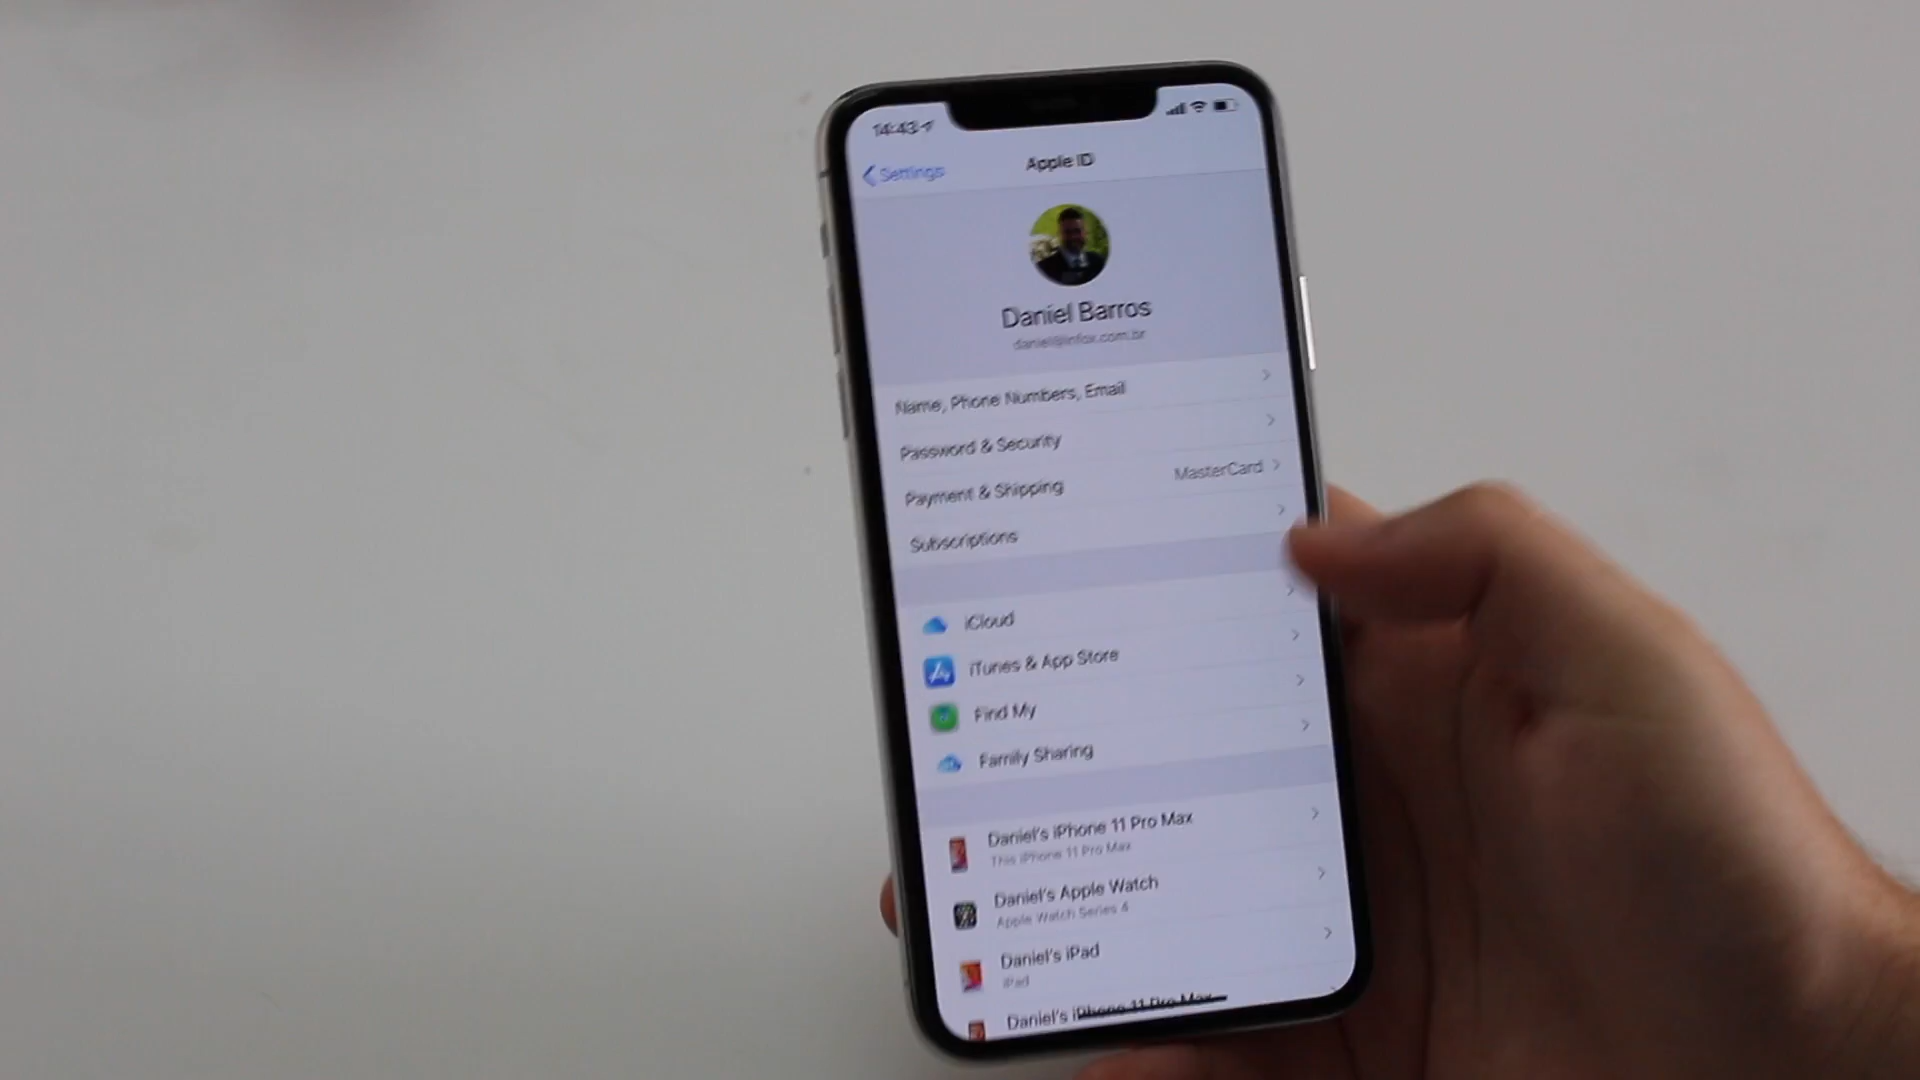 14:43
Settings
Apple ID
Daniel Barros
daniel@infox.com.br
Name, Phone Numbers, Email
Password & Security
Payment & Shipping MasterCard
Subscriptions
iCloud
iTunes & App Store
Find My
Family Sharing
Daniel's iPhone 11 Pro Max
This iPhone 11 Pro Max
Daniel's Apple Watch
Apple Watch Series 4
Daniel's iPad
iPad
Daniel's iPhone 11 Pro Max